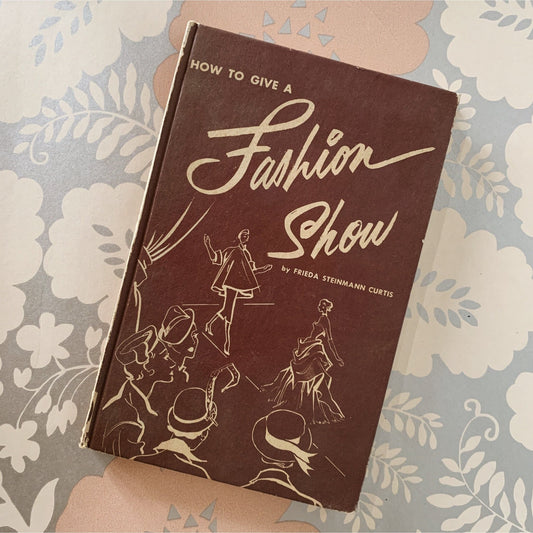 HOW TO GIVE A
Fashion
Show
by FRIEDA STEINMANN CURTIS